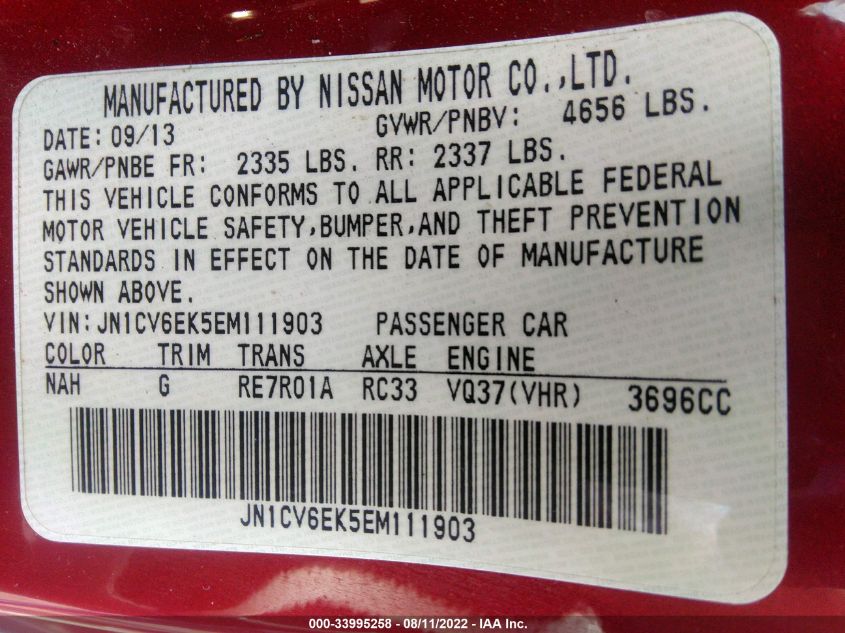 MANUFACTURED BY NISSAN MOTOR CO.,LTD.
DATE: 09/13 GVWR/PNBV: 4656 LBS.
GAWR/PNBE FR: 2335 LBS. RR: 2337 LBS.
THIS VEHICLE CONFORMS TO ALL APPLICABLE FEDERAL
MOTOR VEHICLE SAFETY,BUMPER,AND THEFT PREVENTION
STANDARDS IN EFFECT ON THE DATE OF MANUFACTURE
SHOWN ABOVE.
VIN:JN1CV6EK5EM111903 PASSENGER CAR
COLOR TRIM TRANS AXLE ENGINE
NAH G RE7R01A RC33 VQ37(VHR) 3696CC
JN1CV6EK5EM111903
000-33995258 - 08/11/2022 - IAA Inc.